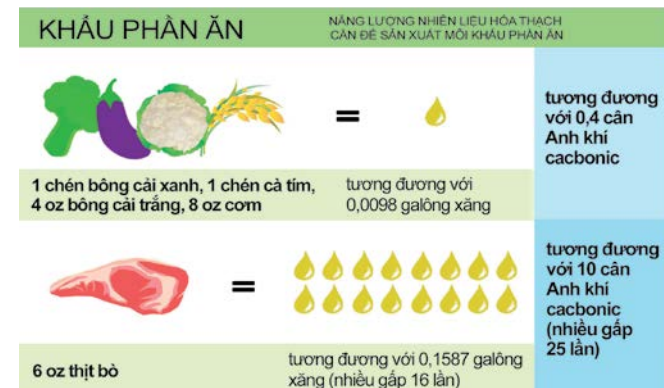 KHẨU PHẦN ĂN
NĂNG LƯỢNG NHIÊN LIỆU HÓA THẠCH
CẦN ĐỂ SẢN XUẤT MỖI KHẨU PHẦN ĂN
=
tương đương
với 0,4 cân
Anh khí
cacbonic
1 chén bông cải xanh, 1 chén cà tím,
4 oz bông cải trắng, 8 oz cơm
tương đương với
0,0098 galông xăng
=
tương đương
với 10 cân
Anh khí
cacbonic
(nhiều gấp
25 lần)
6 oz thịt bò
tương đương với 0,1587 galông
xăng (nhiều gấp 16 lần)